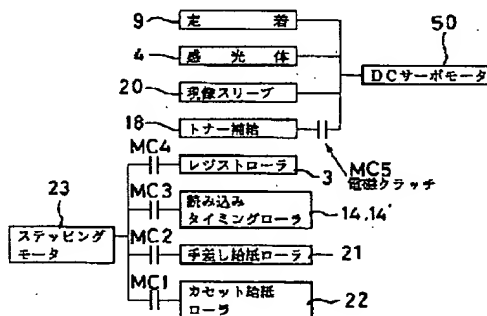 9
定着
50
4
感光体
DCサーボモータ
20
現像スリーブ
18
トナー補給
MC5
電磁クラッチ
MC4
レジストローラ
3
23
MC3
読み込み
タイミングローラ
14,14'
ステッピング
モータ
MC2
手差し給紙ローラ
21
MC1
カセット給紙
ローラ
22